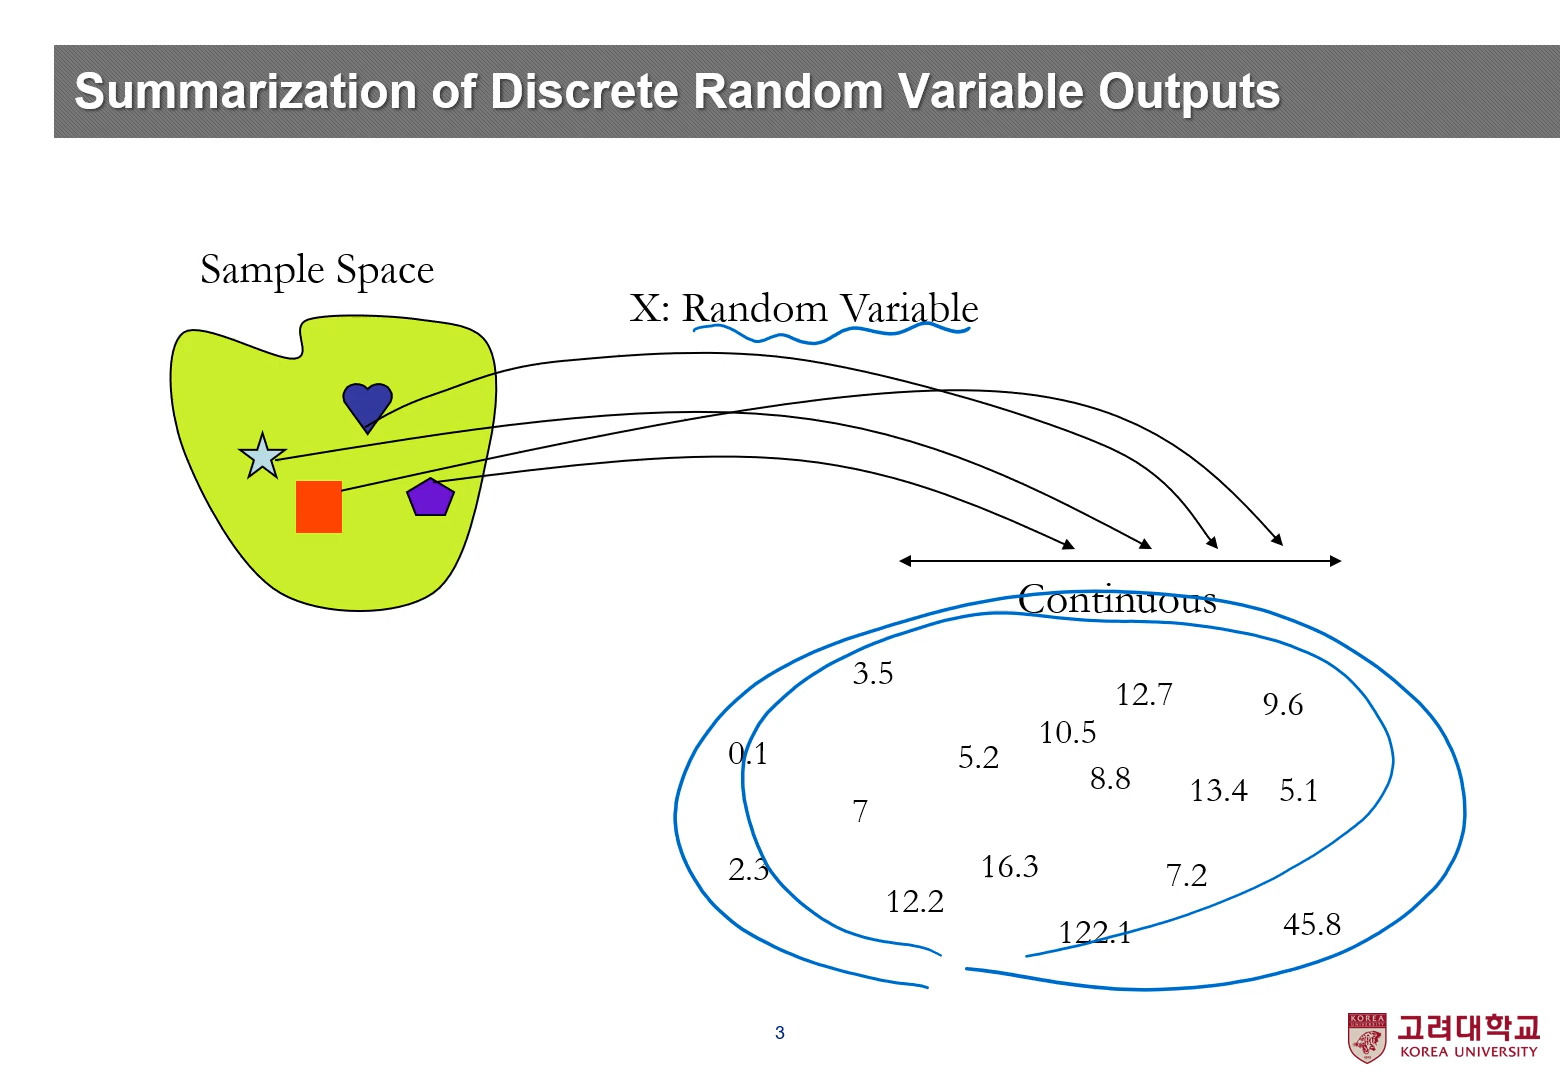 Summarization of Discrete Random Variable Outputs
Sample Space
X: Random Variable
Continuous
3.5
12.7
9.6
10.5
0.1
5.2
8.8
13.4
5.1
7
2.3
16.3
7.2
12.2
122.1
45.8
3
KOREA
고려대학교
KOREA UNIVERSITY